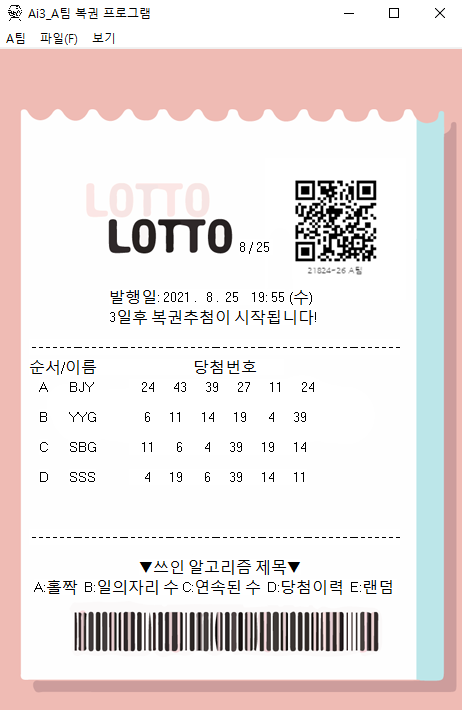 Ai3_A팀 복권 프로그램
A팀 파일(F) 보기
LOTTO
LOTTO 8 / 25
21824-26 A팀
발행일: 2021 . 8 . 25 19: 55 (수)
3일후 복권추첨이 시작됩니다!
순서/이름 당첨번호
A BJY 24 43 39 27 11 24
B YYG 6 11 14 19 4 39
C SBG 11 6 4 39 19 14
D SSS 4 19 6 39 14 11
▼쓰인 알고리즘 제목▼
A:홀짝 B:일의자리 수 C:연속된 수 D:당첨이력 E:랜덤